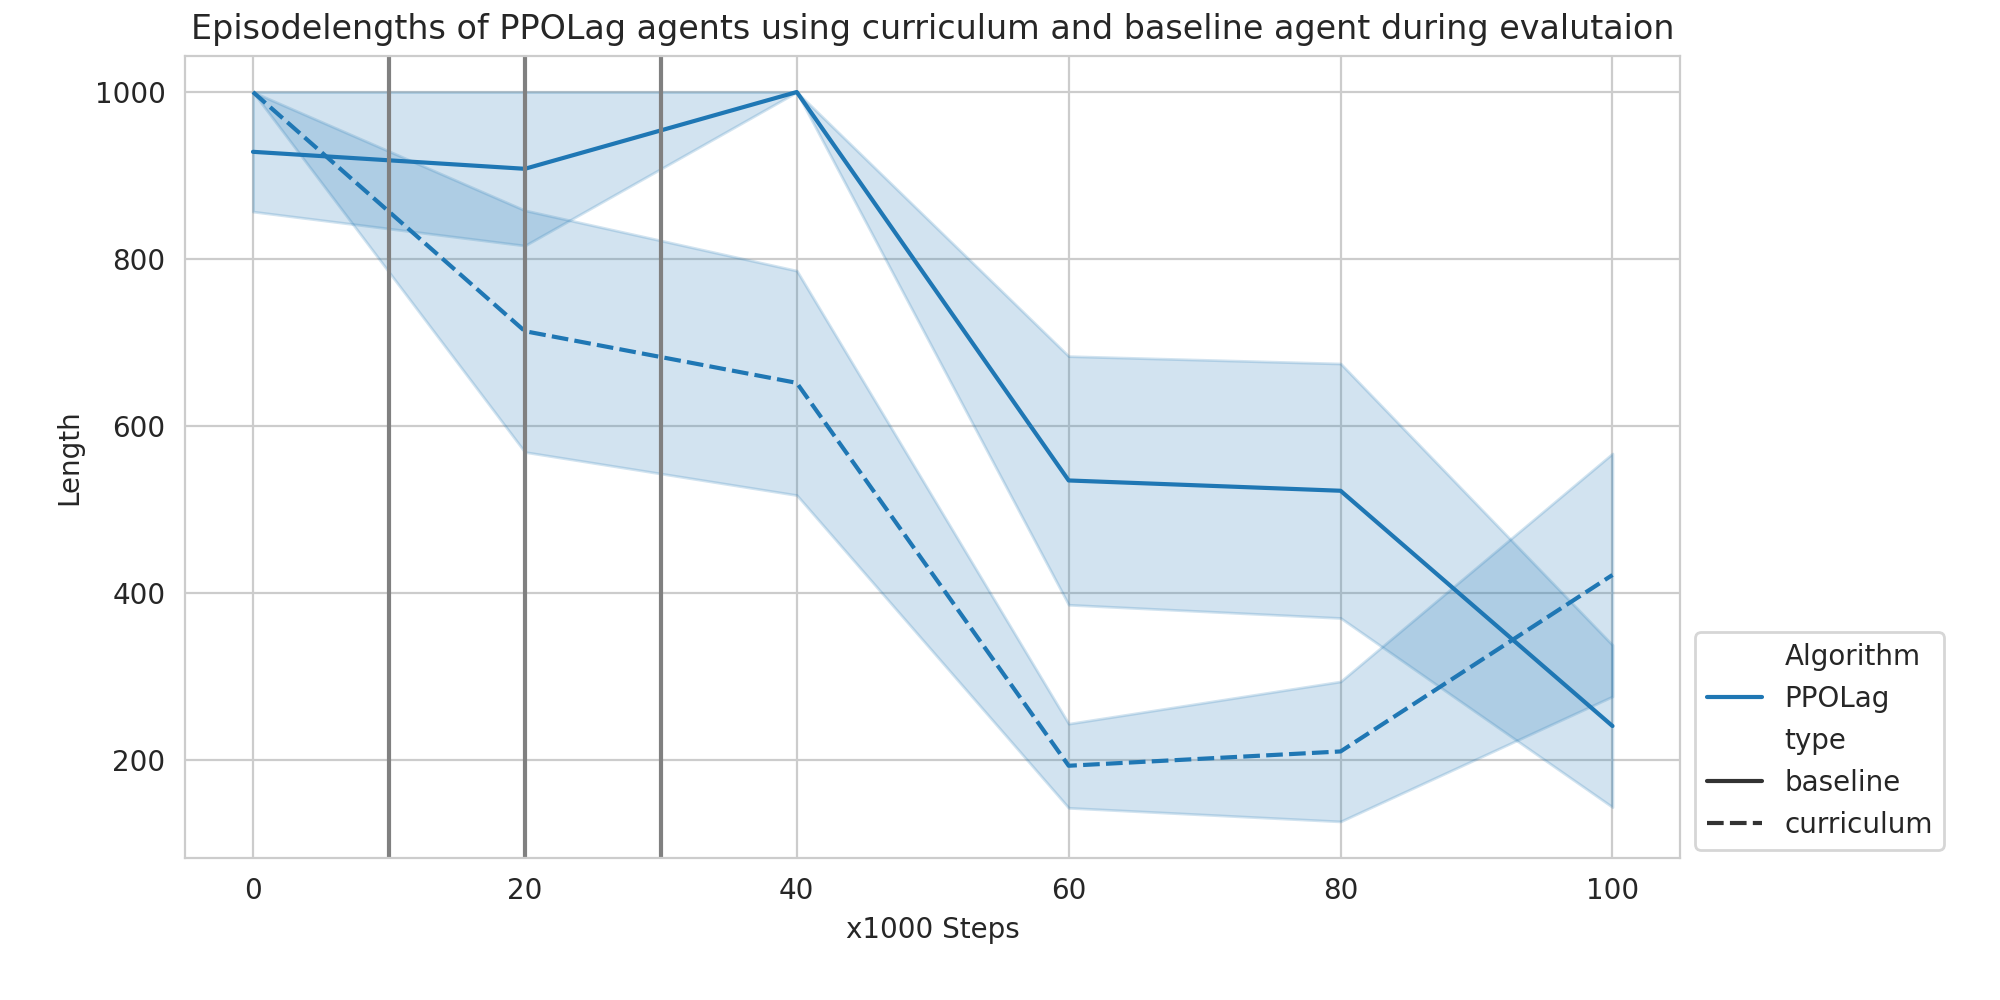 Episodelengths of PPOLag agents using curriculum and baseline agent during evalutaion
1000
800
600
400
200
Length
0 20 40 60 80 100
x1000 Steps
Algorithm
PPOLag
type
baseline
curriculum